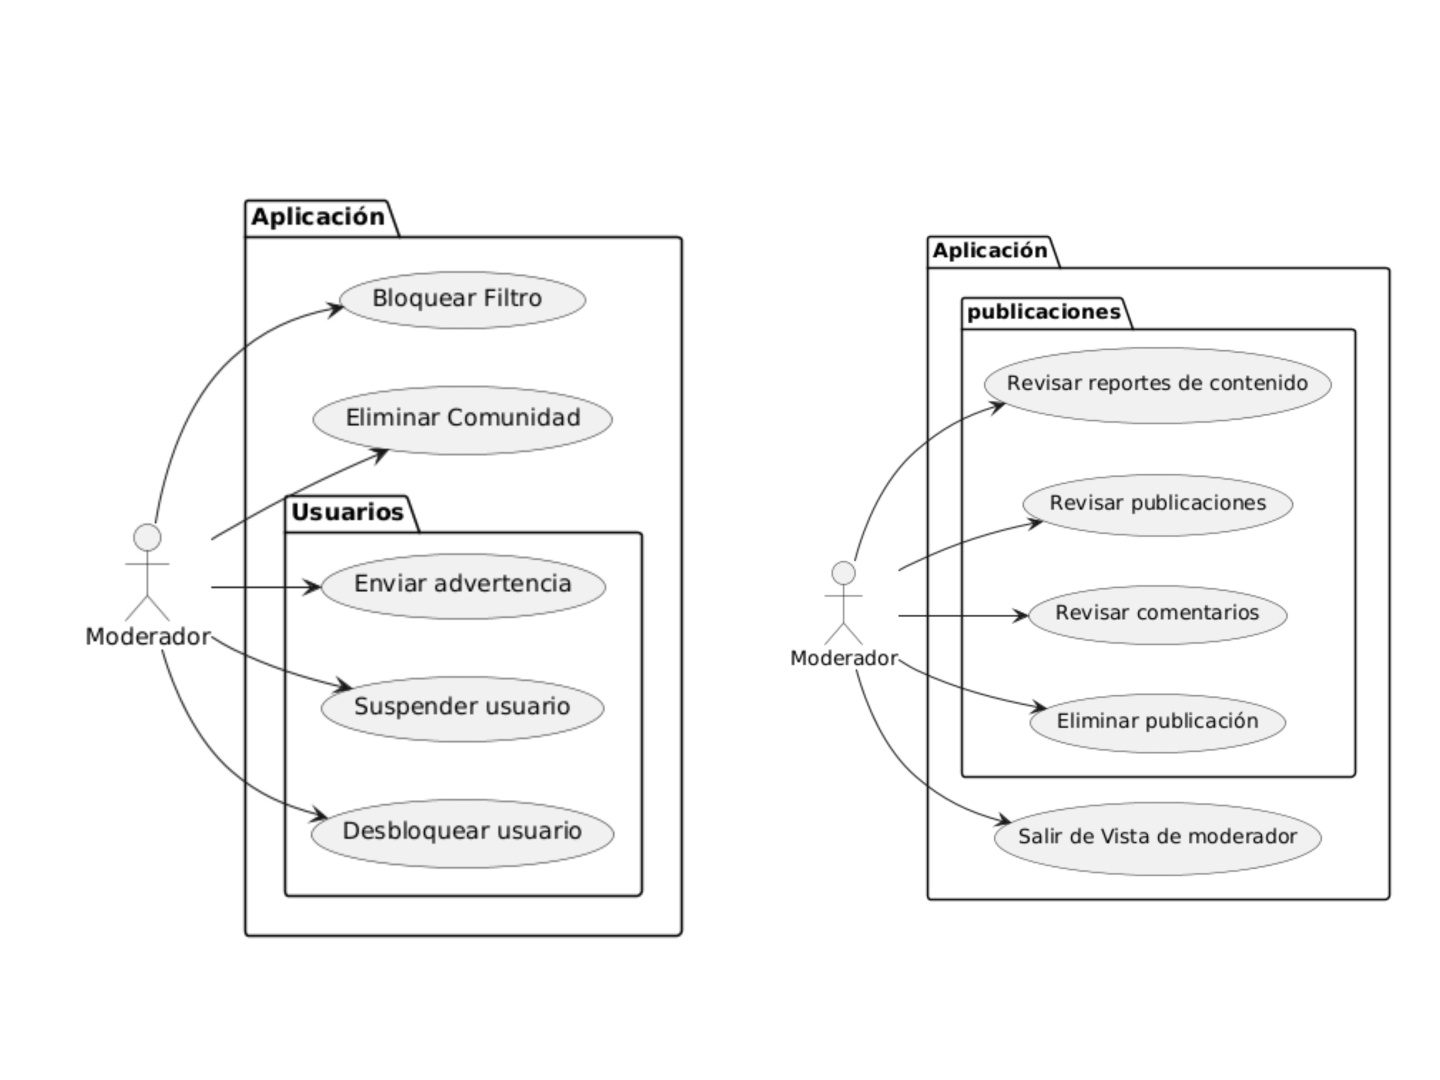 Aplicación
Bloquear Filtro
Eliminar Comunidad
Usuarios
Enviar advertencia
Suspender usuario
Desbloquear usuario
Moderador
Aplicación
publicaciones
Revisar reportes de contenido
Revisar publicaciones
Revisar comentarios
Eliminar publicación
Salir de Vista de moderador
Moderador